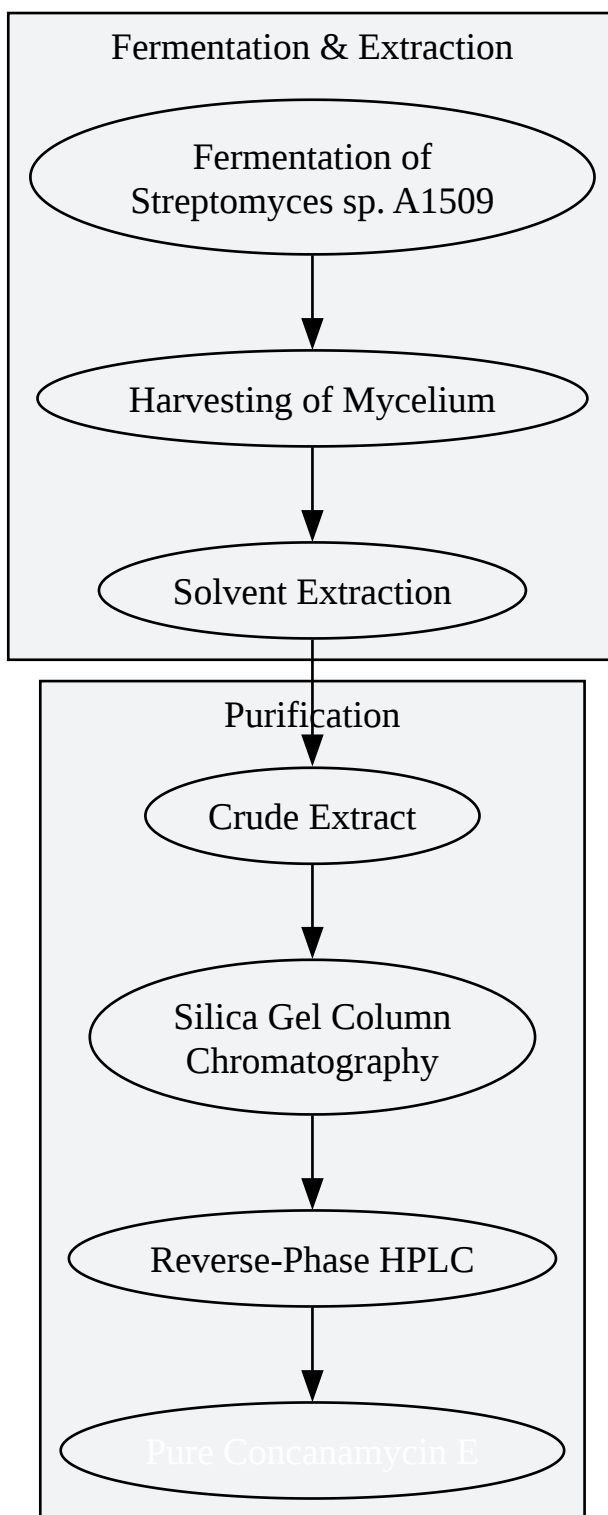 Fermentation & Extraction
Fermentation of
Streptomyces sp. A1509
Harvesting of Mycelium
Solvent Extraction
Purification
Crude Extract
Silica Gel Column
Chromatography
Reverse-Phase HPLC
Pure Concanamycin E